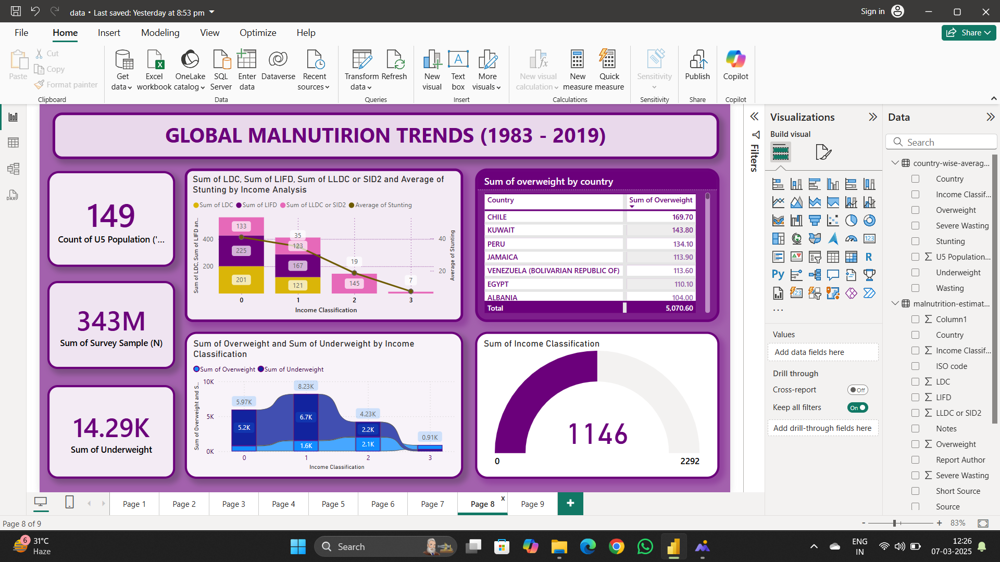 data • Last saved: Yesterday at 8:53 pm
Sign in
File Home Insert Modeling View Optimize Help
Share
Paste
Cut
Copy
Format painter
Clipboard
Get data
Excel workbook
OneLake catalog
SQL Server
Enter data
Dataverse
Recent sources
Data
Transform data
Refresh
Queries
New visual
Text box
More visuals
Insert
New visual calculation
New measure
Quick measure
Calculations
Sensitivity
Sensitivity
Publish
Share
Copilot
Copilot
GLOBAL MALNUTIRION TRENDS (1983 - 2019)
149
Count of U5 Population ('...
343M
Sum of Survey Sample (N)
14.29K
Sum of Underweight
Sum of LDC, Sum of LIFD, Sum of LLDC or SID2 and Average of
Stunting by Income Analysis
Sum of LDC Sum of LIFD Sum of LLDC or SID2 Average of Stunting
Sum of LDC, Sum of LIFD an...
400
200
133
225
201
35
123
167
121
19
145
7
40
20
Average of Stunting
0 1 2 3
Income Classification
Sum of overweight by country
Country Sum of Overweight
CHILE 169.70
KUWAIT 143.80
PERU 134.10
JAMAICA 113.90
VENEZUELA (BOLIVARIAN REPUBLIC OF) 113.60
EGYPT 110.10
ALBANIA 104.00
Total 5,070.60
Sum of Overweight and Sum of Underweight by Income
Classification
Sum of Overweight Sum of Underweight
Sum of Overweight and S...
10K
5K
0K
5.97K
5.2K
8.23K
6.7K
1.6K
4.23K
2.2K
2.1K
0.91K
0 1 2 3
Income Classification
Sum of Income Classification
1146
0 2292
Filters
Visualizations
Build visual
123
R
Py
123
...
Values
Add data fields here
Drill through
Cross-report Off
Keep all filters On
Add drill-through fields here
Data
Search
country-wise-averag...
Country
Income Classif...
Overweight
Severe Wasting
Stunting
U5 Population...
Underweight
Wasting
malnutrition-estimat...
Column1
Country
Income Classif...
ISO code
LDC
LIFD
LLDC or SID2
Notes
Overweight
Report Author
Severe Wasting
Short Source
Source
Page 1 Page 2 Page 3 Page 4 Page 5 Page 6 Page 7 Page 8 x Page 9 +
Page 8 of 9
- + 83%
6
31°C
Haze
Search
ENG
IN
12:26
07-03-2025